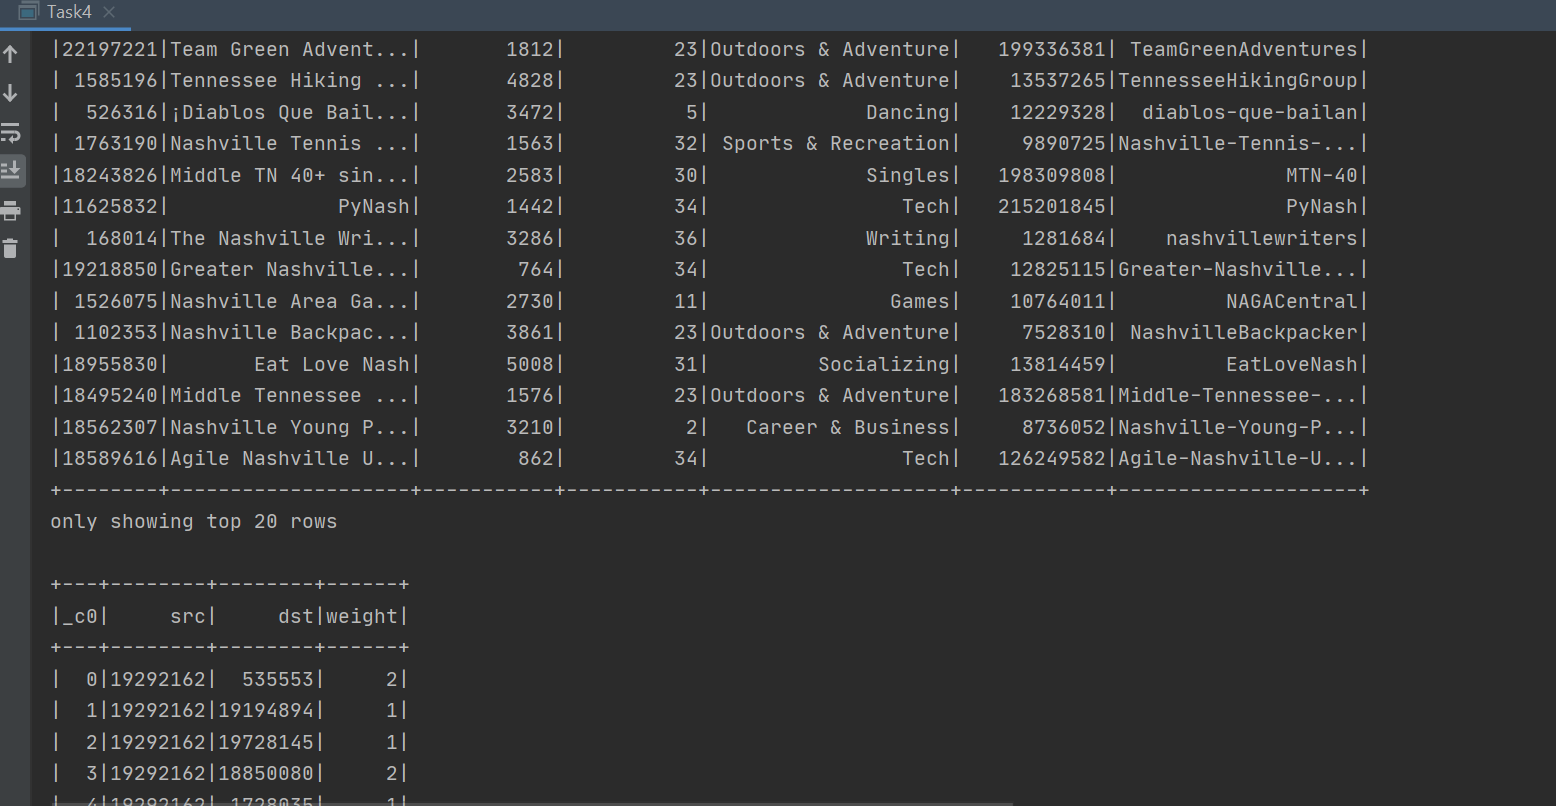 Task4
|22197221|Team Green Advent...|       1812|         23|Outdoors & Adventure|   199336381| TeamGreenAdventures|
| 1585196|Tennessee Hiking ...|       4828|         23|Outdoors & Adventure|    13537265|TennesseeHikingGroup|
|  526316|¡Diablos Que Bail...|       3472|          5|             Dancing|    12229328|  diablos-que-bailan|
| 1763190|Nashville Tennis ...|       1563|         32| Sports & Recreation|     9890725|Nashville-Tennis-...|
|18243826|Middle TN 40+ sin...|       2583|         30|             Singles|   198309808|              MTN-40|
|11625832|              PyNash|       1442|         34|                Tech|   215201845|              PyNash|
|  168014|The Nashville Wri...|       3286|         36|             Writing|     1281684|    nashvillewriters|
|19218850|Greater Nashville...|        764|         34|                Tech|    12825115|Greater-Nashville...|
| 1526075|Nashville Area Ga...|       2730|         11|               Games|    10764011|         NAGACentral|
| 1102353|Nashville Backpac...|       3861|         23|Outdoors & Adventure|     7528310| NashvilleBackpacker|
|18955830|       Eat Love Nash|       5008|         31|         Socializing|    13814459|         EatLoveNash|
|18495240|Middle Tennessee ...|       1576|         23|Outdoors & Adventure|   183268581|Middle-Tennessee-...|
|18562307|Nashville Young P...|       3210|          2|   Career & Business|     8736052|Nashville-Young-P...|
|18589616|Agile Nashville U...|        862|         34|                Tech|   126249582|Agile-Nashville-U...|
+--------+--------------------+-----------+-----------+--------------------+------------+--------------------+
only showing top 20 rows
+---+--------+--------+------+
|_c0|     src|     dst|weight|
+---+--------+--------+------+
|  0|19292162|  535553|     2|
|  1|19292162|19194894|     1|
|  2|19292162|19728145|     1|
|  3|19292162|18850080|     2|
|  4|19292162| 1728035|     1|